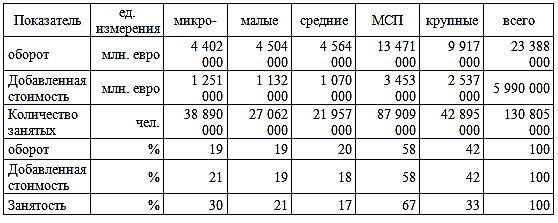 Показатель ед. измерения микро- малые средние МСП крупные всего
оборот млн. евро 4 402 000 4 504 000 4 564 000 13 471 000 9 917 000 23 388 000
Добавленная стоимость млн. евро 1 251 000 1 132 000 1 070 000 3 453 000 2 537 000 5 990 000
Количество занятых чел. 38 890 000 27 062 000 21 957 000 87 909 000 42 895 000 130 805 000
оборот % 19 19 20 58 42 100
Добавленная стоимость % 21 19 18 58 42 100
Занятость % 30 21 17 67 33 100